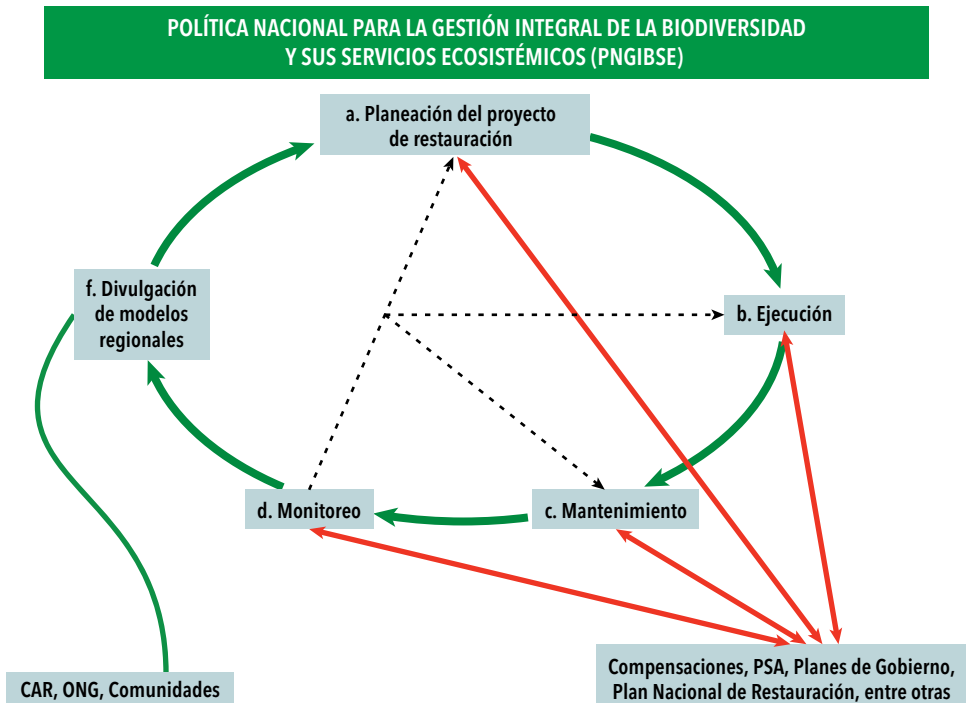 POLÍTICA NACIONAL PARA LA GESTIÓN INTEGRAL DE LA BIODIVERSIDAD
Y SUS SERVICIOS ECOSISTÉMICOS (PNGIBSE)
a. Planeación del proyecto
de restauración
f. Divulgación
de modelos
regionales
b. Ejecución
d. Monitoreo
c. Mantenimiento
CAR, ONG, Comunidades
Compensaciones, PSA, Planes de Gobierno,
Plan Nacional de Restauración, entre otras